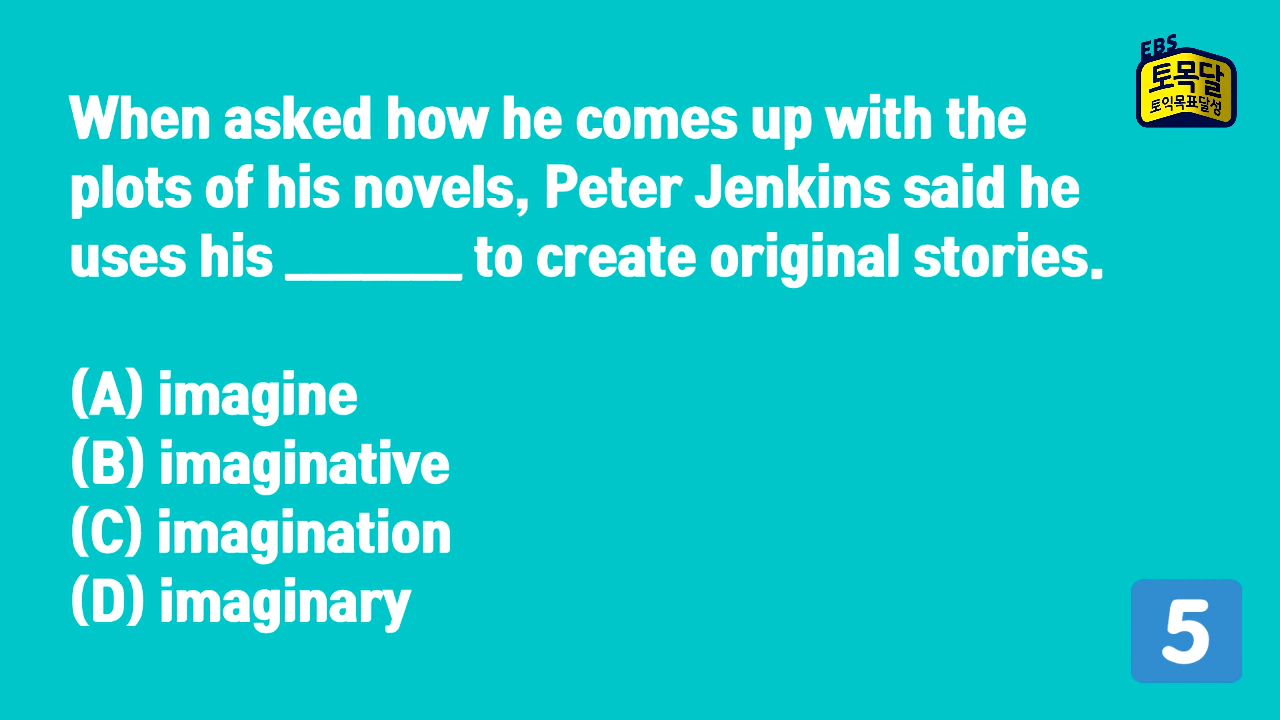 EBS
토목달
토익목표달성
When asked how he comes up with the
plots of his novels, Peter Jenkins said he
uses his ______ to create original stories.
(A) imagine
(B) imaginative
(C) imagination
(D) imaginary
5